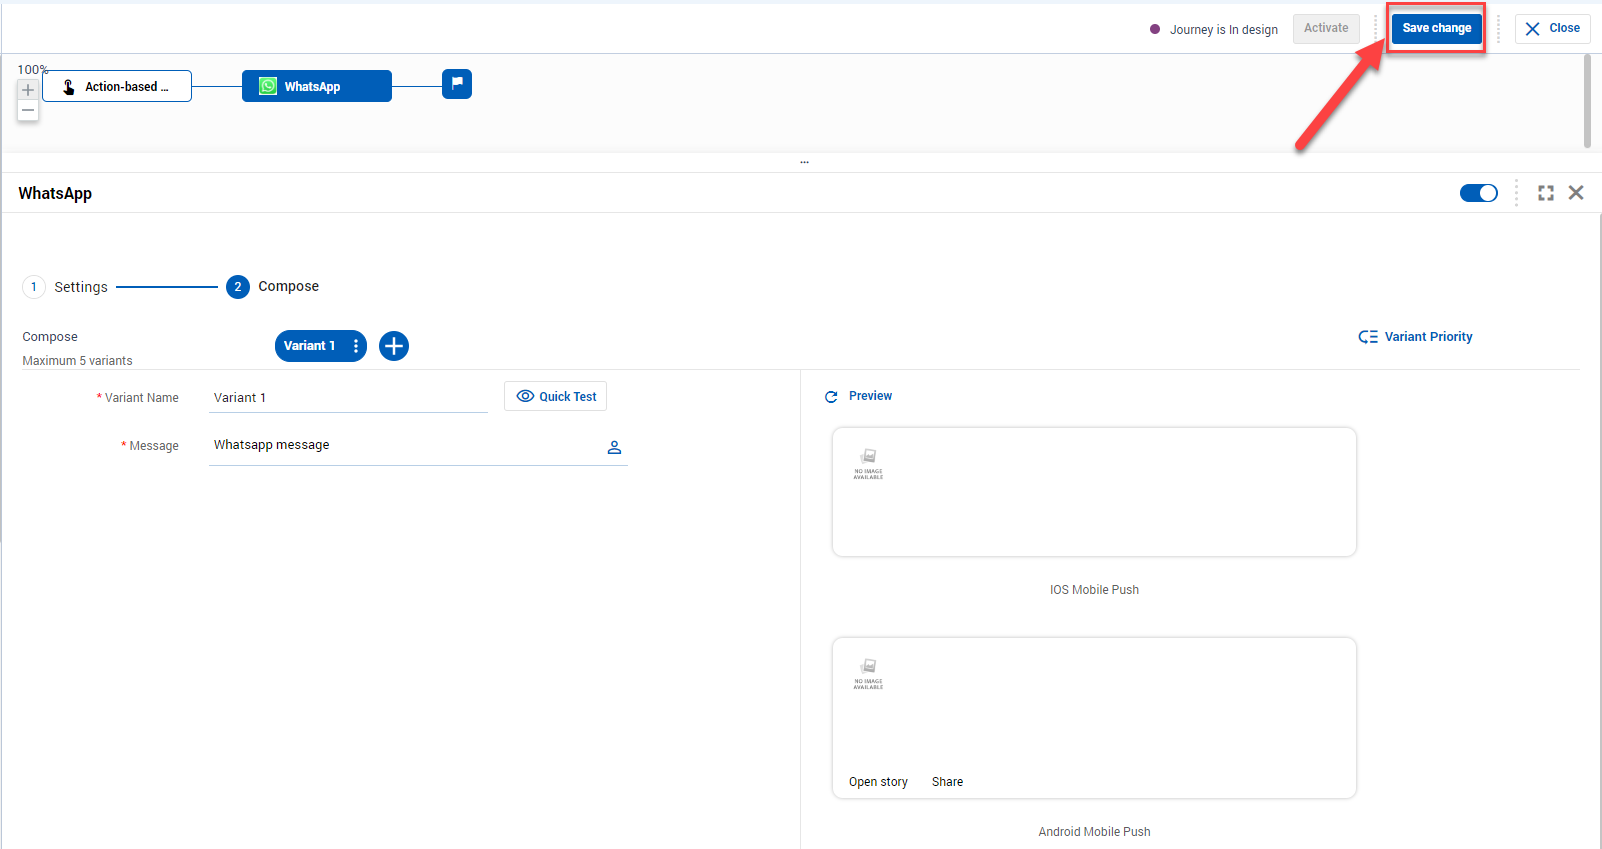 Journey is In design
Activate
Save change
Close
100%
Action-based ...
WhatsApp
WhatsApp
1 Settings
2 Compose
Compose
Maximum 5 variants
Variant 1
Variant Priority
* Variant Name
Variant 1
Quick Test
* Message
Whatsapp message
Preview
NO IMAGE
AVAILABLE
IOS Mobile Push
NO IMAGE
AVAILABLE
Open story
Share
Android Mobile Push